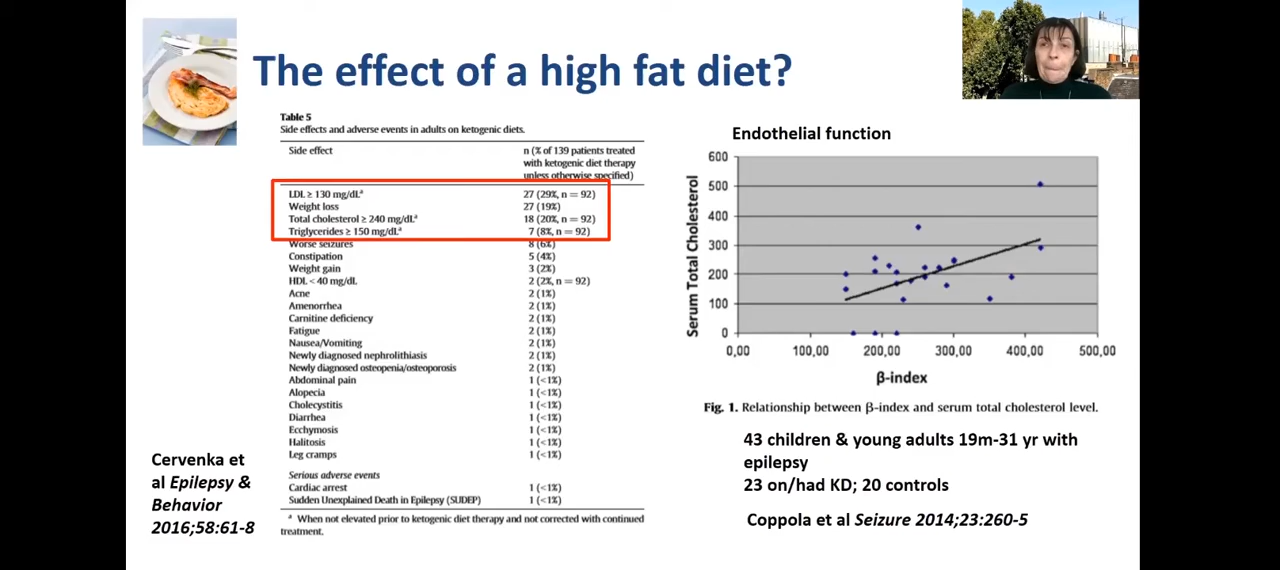 The effect of a high fat diet?
Table 5
Side effects and adverse events in adults on ketogenic diets.
Side effect
n (% of 139 patients treated
with ketogenic diet therapy
unless otherwise specified)
LDL ≥ 130 mg/dL^a 27 (29%, n = 92)
Weight loss 27 (19%)
Total cholesterol ≥ 240 mg/dL^a 18 (20%, n = 92)
Triglycerides ≥ 150 mg/dL^a 7 (8%, n = 92)
Worse seizures 8 (6%)
Constipation 5 (4%)
Weight gain 3 (2%)
HDL < 40 mg/dL 2 (2%, n = 92)
Acne 2 (1%)
Amenorrhea 2 (1%)
Carnitine deficiency 2 (1%)
Fatigue 2 (1%)
Nausea/Vomiting 2 (1%)
Newly diagnosed nephrolithiasis 2 (1%)
Newly diagnosed osteopenia/osteoporosis 2 (1%)
Abdominal pain 1 (<1%)
Alopecia 1 (<1%)
Cholecystitis 1 (<1%)
Diarrhea 1 (<1%)
Ecchymosis 1 (<1%)
Halitosis 1 (<1%)
Leg cramps 1 (<1%)
Serious adverse events
Cardiac arrest 1 (<1%)
Sudden Unexplained Death in Epilepsy (SUDEP) 1 (<1%)
^a When not elevated prior to ketogenic diet therapy and not corrected with continued
treatment.
Cervenka et
al Epilepsy &
Behavior
2016;58:61-8
Endothelial function
Serum Total Cholesterol
600
500
400
300
200
100
0
0,00 100,00 200,00 300,00 400,00 500,00
β-index
Fig. 1. Relationship between β-index and serum total cholesterol level.
43 children & young adults 19m-31 yr with
epilepsy
23 on/had KD; 20 controls
Coppola et al Seizure 2014;23:260-5